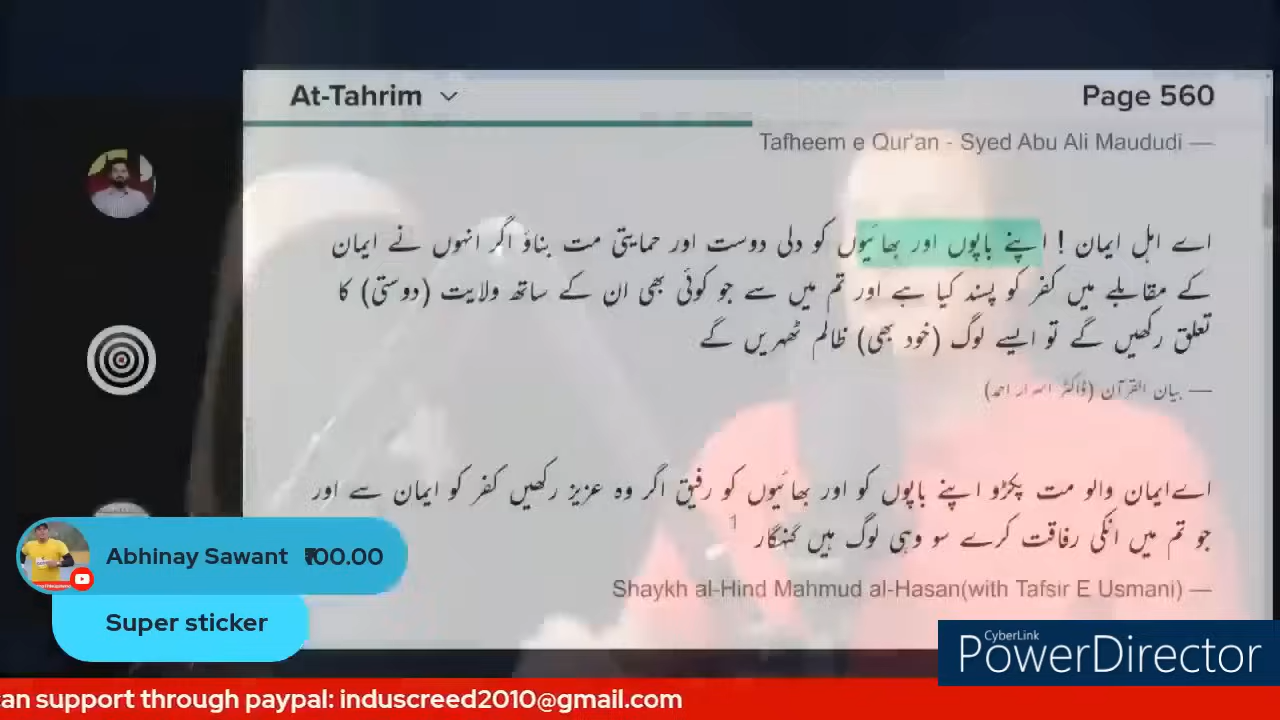 At-Tahrim
Page 560
Tafheem e Qur'an - Syed Abu Ali Maududi —
اے اہل ایمان ! اپنے باپوں اور بھائیوں کو دلی دوست اور حمایتی مت بناؤ اگر انہوں نے ایمان
کے مقابلے میں کفر کو پسند کیا ہے اور تم میں سے جو کوئی بھی ان کے ساتھ ولایت (دوستی) کا
تعلق رکھیں گے تو ایسے لوگ (خود بھی) ظالم ٹھہریں گے
— بیان القرآن (ڈاکٹر اسرار احمد)
اےایمان والو مت پکڑو اپنے باپوں کو اور بھائیوں کو رفیق اگر وہ عزیز رکھیں کفر کو ایمان سے اور
جو تم میں انکی رفاقت کرے سو وہی لوگ ہیں گنہگار 1
Shaykh al-Hind Mahmud al-Hasan(with Tafsir E Usmani) —
Abhinay Sawant
Super sticker
CyberLink
PowerDirector
an support through paypal: induscreed2010@gmail.com